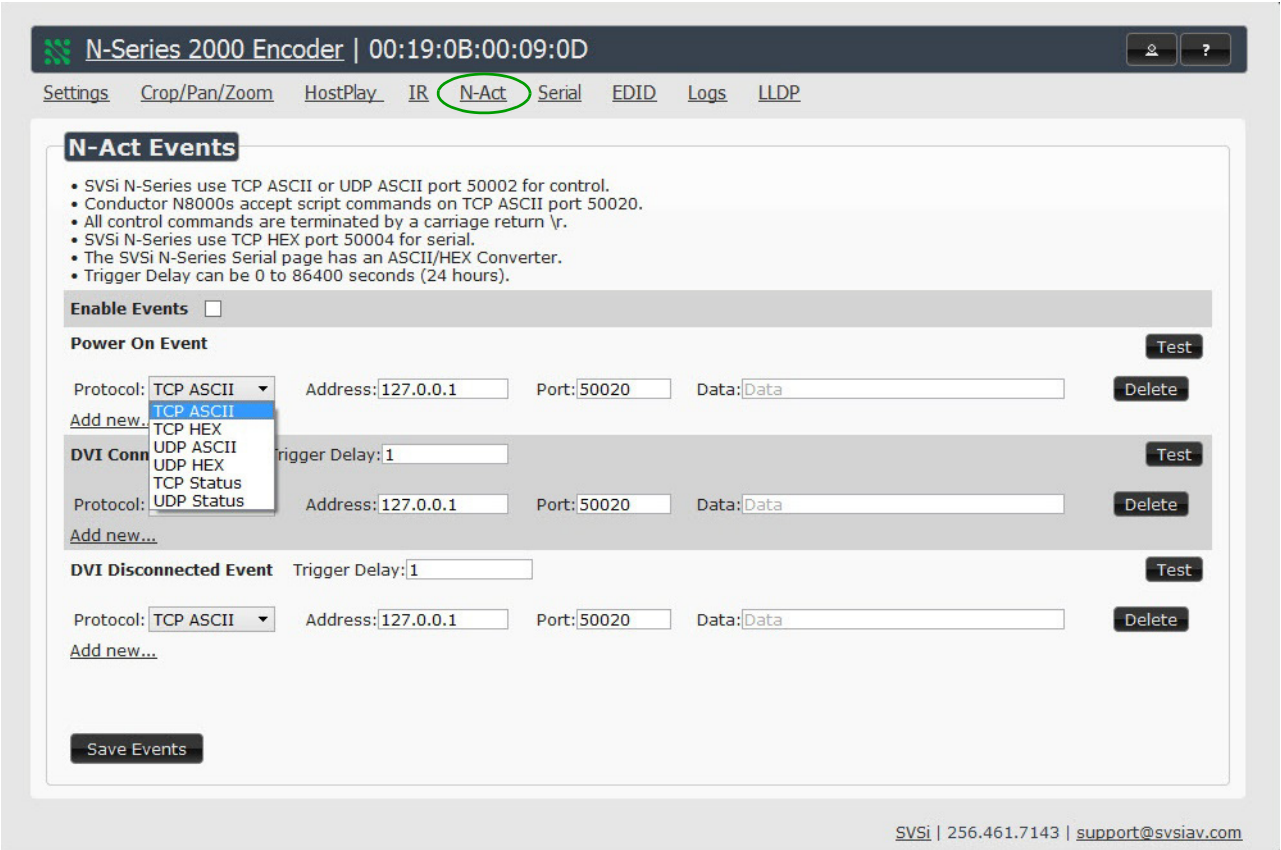 N-Series 2000 Encoder | 00:19:0B:00:09:0D ?
Settings Crop/Pan/Zoom HostPlay IR N-Act Serial EDID Logs LLDP
N-Act Events
• SVSi N-Series use TCP ASCII or UDP ASCII port 50002 for control.
• Conductor N8000s accept script commands on TCP ASCII port 50020.
• All control commands are terminated by a carriage return \r.
• SVSi N-Series use TCP HEX port 50004 for serial.
• The SVSi N-Series Serial page has an ASCII/HEX Converter.
• Trigger Delay can be 0 to 86400 seconds (24 hours).
Enable Events
Power On Event Test
Protocol: TCP ASCII Address: 127.0.0.1 Port: 50020 Data: Data Delete
Add new..
TCP ASCII
TCP HEX
UDP ASCII
UDP HEX
TCP Status
UDP Status
DVI Conn rigger Delay: 1 Test
Protocol: Address: 127.0.0.1 Port: 50020 Data: Data Delete
Add new...
DVI Disconnected Event Trigger Delay: 1 Test
Protocol: TCP ASCII Address: 127.0.0.1 Port: 50020 Data: Data Delete
Add new...
Save Events
SVSi | 256.461.7143 | support@svsiav.com